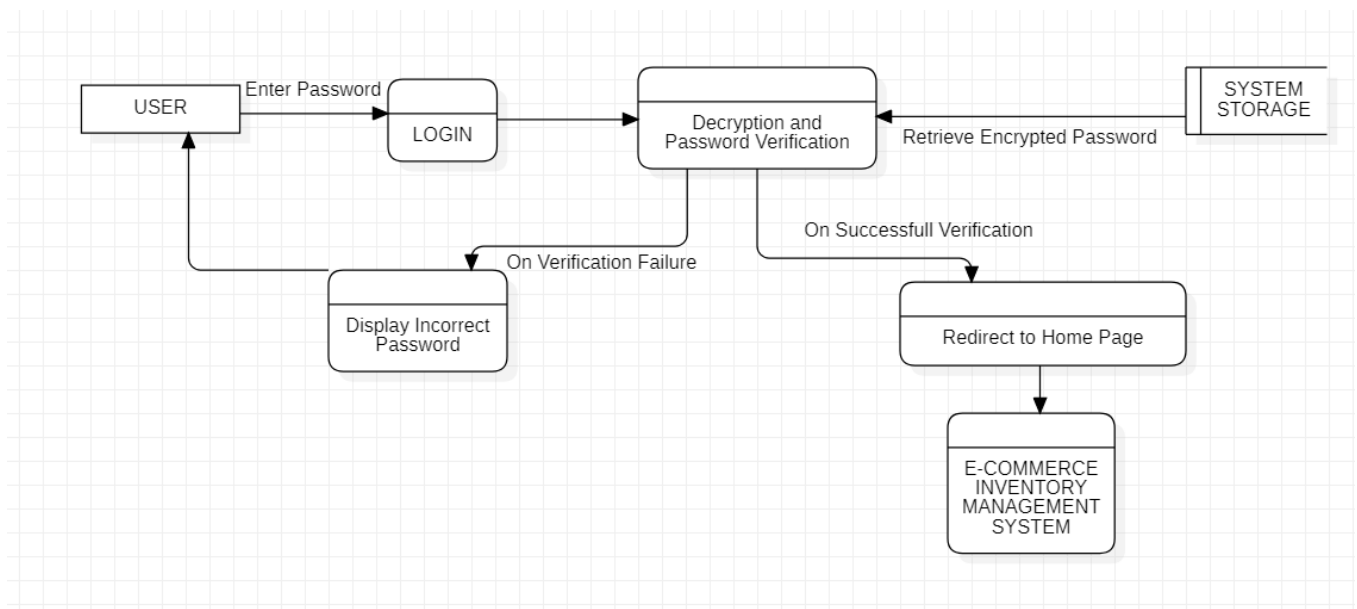 Enter Password
USER
LOGIN
Decryption and
Password Verification
SYSTEM
STORAGE
Retrieve Encrypted Password
On Successfull Verification
On Verification Failure
Display Incorrect
Password
Redirect to Home Page
E-COMMERCE
INVENTORY
MANAGEMENT
SYSTEM